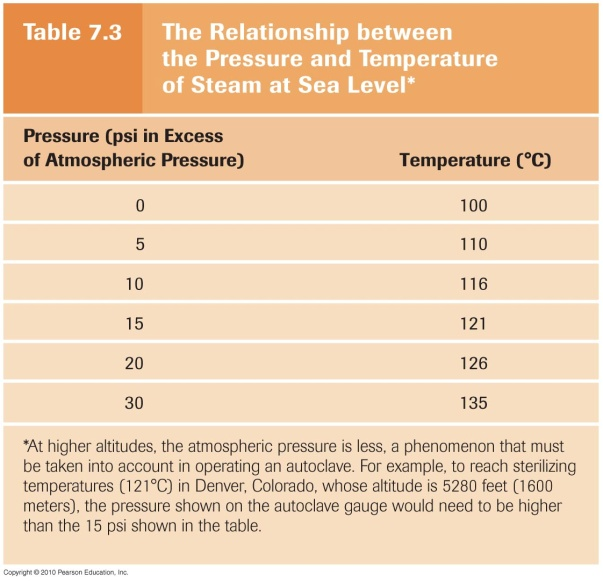 Table 7.3
The Relationship between
the Pressure and Temperature
of Steam at Sea Level*
Pressure (psi in Excess
of Atmospheric Pressure) Temperature (°C)
0 100
5 110
10 116
15 121
20 126
30 135
*At higher altitudes, the atmospheric pressure is less, a phenomenon that must
be taken into account in operating an autoclave. For example, to reach sterilizing
temperatures (121°C) in Denver, Colorado, whose altitude is 5280 feet (1600
meters), the pressure shown on the autoclave gauge would need to be higher
than the 15 psi shown in the table.
Copyright © 2010 Pearson Education, Inc.